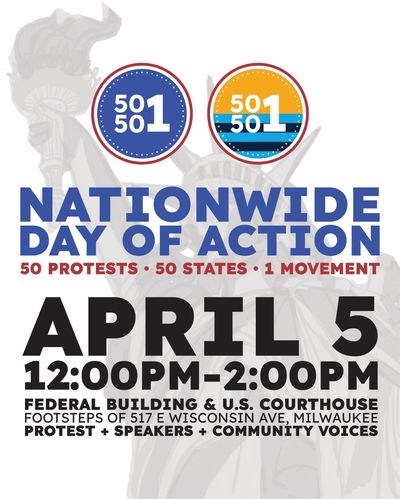 50 50 1
50 50 1
NATIONWIDE
DAY OF ACTION
50 PROTESTS • 50 STATES • 1 MOVEMENT
APRIL 5
12:00PM-2:00PM
FEDERAL BUILDING & U.S. COURTHOUSE
FOOTSTEPS OF 517 E WISCONSIN AVE, MILWAUKEE
PROTEST + SPEAKERS + COMMUNITY VOICES